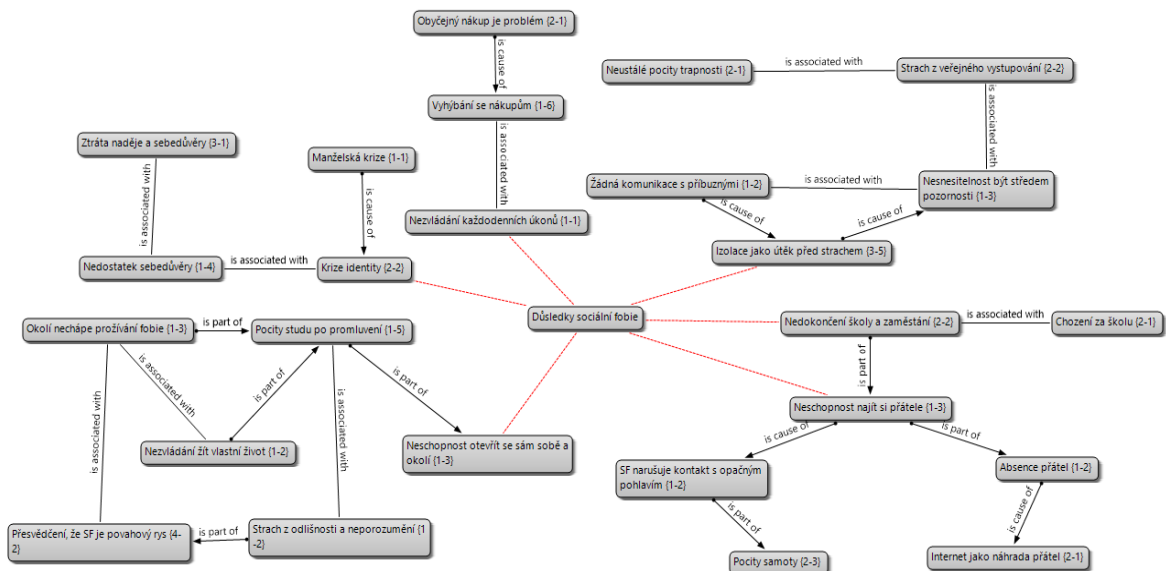 Obyčejný nákup je problém {2-1}
is cause of
Neustálé pocity trapnosti {2-1}
is associated with
Strach z veřejného vystupování {2-2}
Vyhýbání se nákupům {1-6}
is associated with
is associated with
Ztráta naděje a sebedůvěry {3-1}
Manželská krize {1-1}
is associated with
is cause of
Žádná komunikace s příbuznými {1-2}
is associated with
Nesnesitelnost být středem
pozornosti {1-3}
Nezvládání každodenních úkonů {1-1}
is cause of
is cause of
Izolace jako útěk před strachem {3-5}
Nedostatek sebedůvěry {1-4}
is associated with
Krize identity {2-2}
Důsledky sociální fobie
Okolí nechápe prožívání fobie {1-3}
is part of
Pocity studu po promluvení {1-5}
Nedokončení školy a zaměstání {2-2}
is associated with
Chození za školu {2-1}
is associated with
is part of
is part of
is part of
is associated with
is associated with
Neschopnost najít si přátele {1-3}
is cause of
is part of
Nezvládání žít vlastní život {1-2}
Neschopnost otevřít se sám sobě a
okolí {1-3}
SF narušuje kontakt s opačným
pohlavím {1-2}
Absence přátel {1-2}
is part of
is cause of
Přesvědčení, že SF je povahový rys {4-
2}
is part of
Strach z odlišnosti a neporozumění {1
-2}
Pocity samoty {2-3}
Internet jako náhrada přátel {2-1}